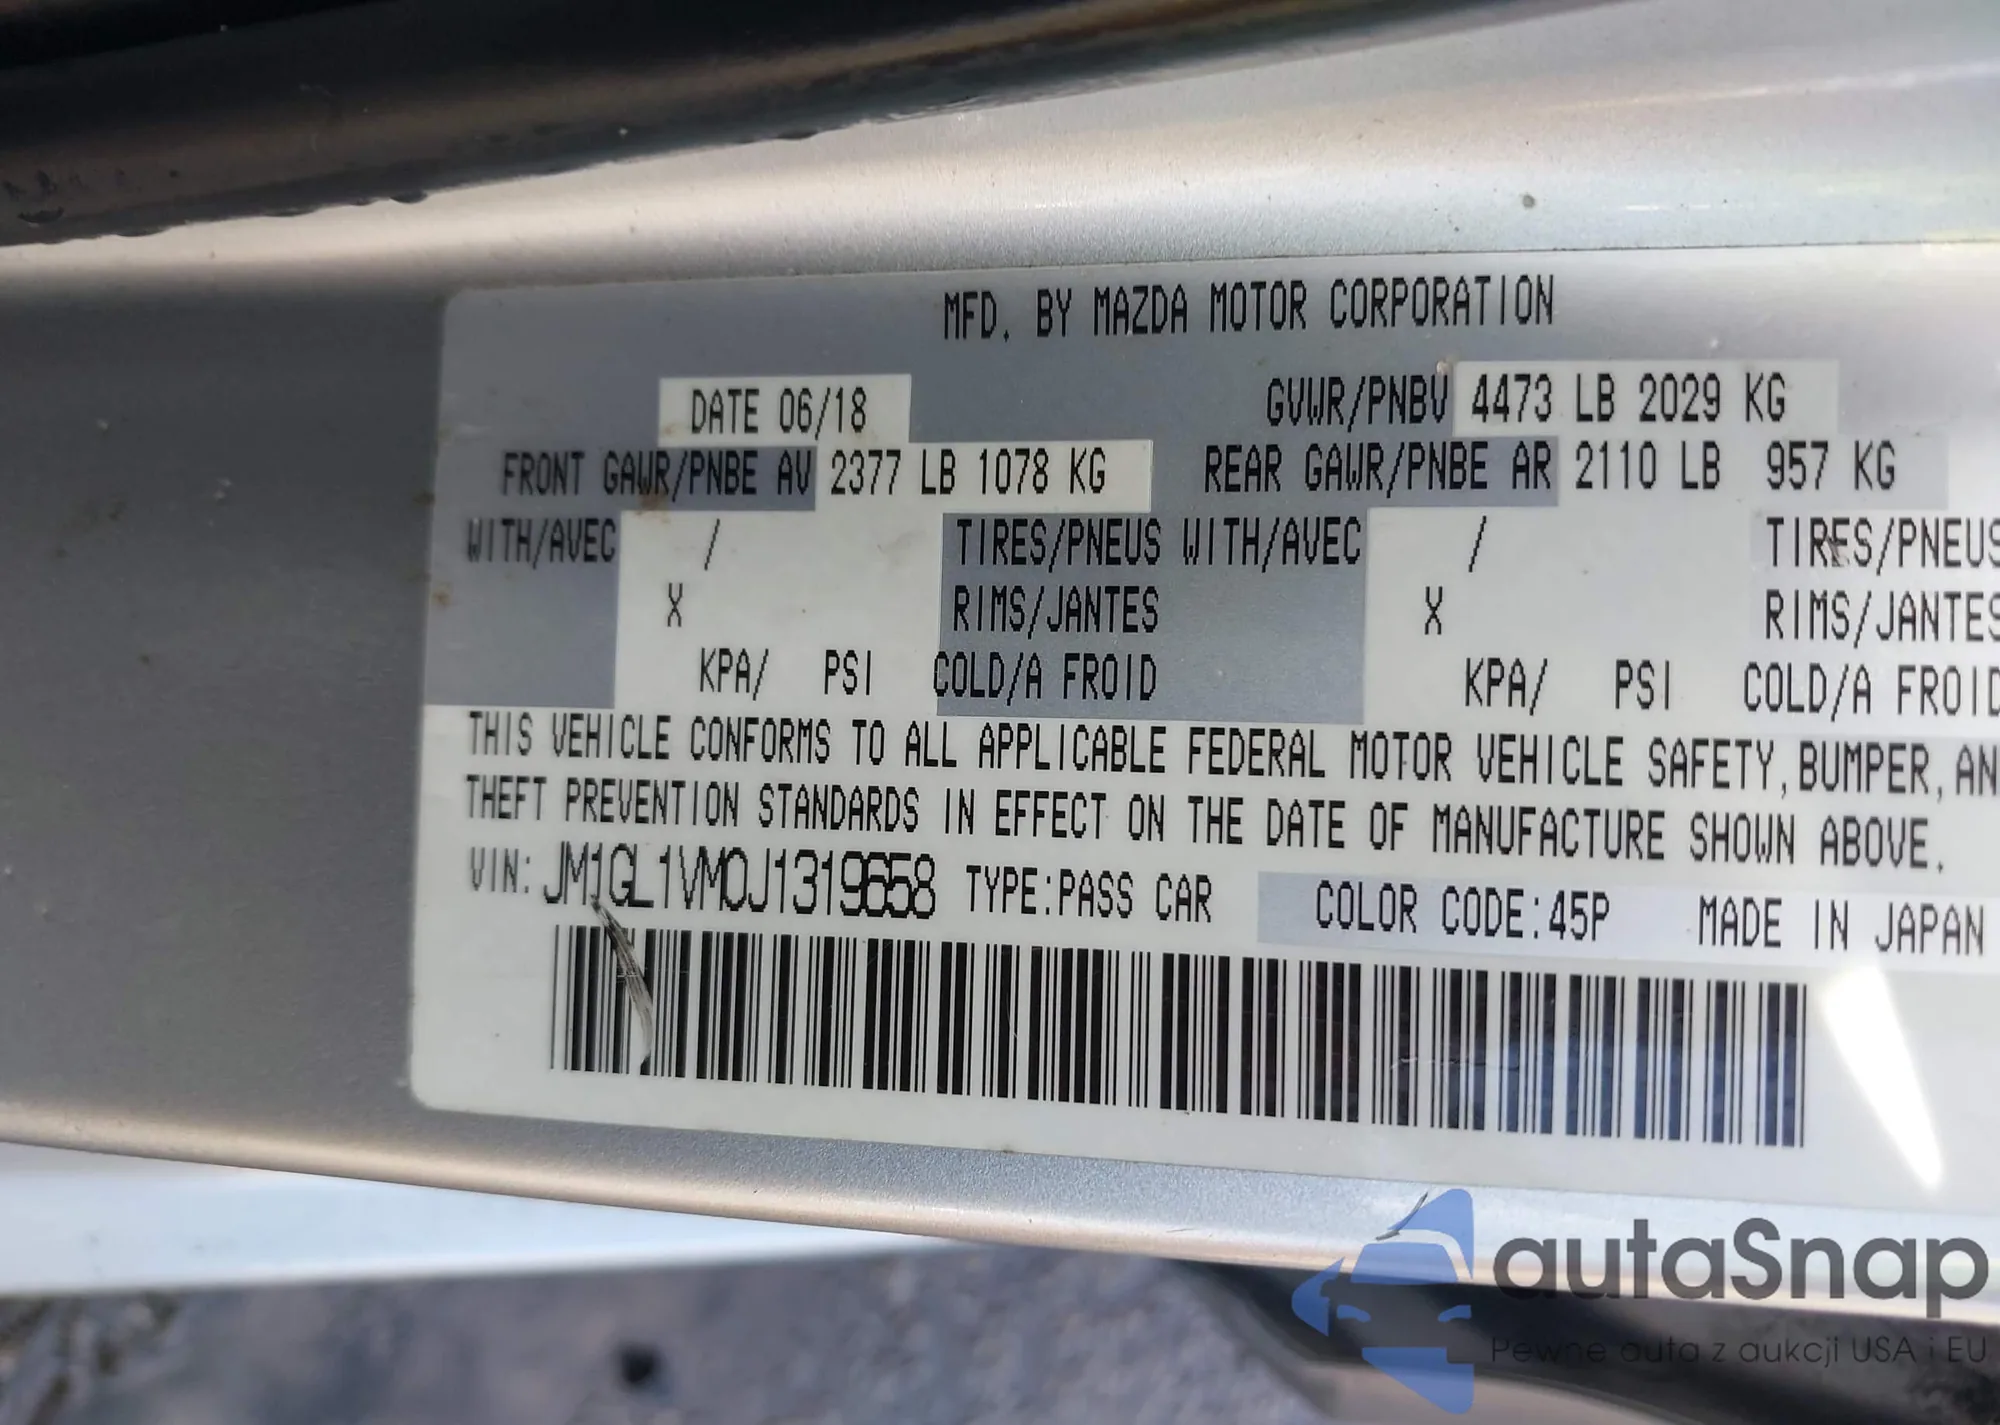 MFD. BY MAZDA MOTOR CORPORATION
DATE 06/18 GVWR/PNBV 4473 LB 2029 KG
FRONT GAWR/PNBE AV 2377 LB 1078 KG REAR GAWR/PNBE AR 2110 LB 957 KG
WITH/AVEC / TIRES/PNEUS WITH/AVEC / TIRES/PNEUS
X RIMS/JANTES X RIMS/JANTES
KPA/ PSI COLD/A FROID KPA/ PSI COLD/A FROID
THIS VEHICLE CONFORMS TO ALL APPLICABLE FEDERAL MOTOR VEHICLE SAFETY, BUMPER, AN
THEFT PREVENTION STANDARDS IN EFFECT ON THE DATE OF MANUFACTURE SHOWN ABOVE.
VIN: JM1GL1VM0J1319658 TYPE: PASS CAR COLOR CODE: 45P MADE IN JAPAN
autaSnap
Pewne auta z aukcji USA i EU